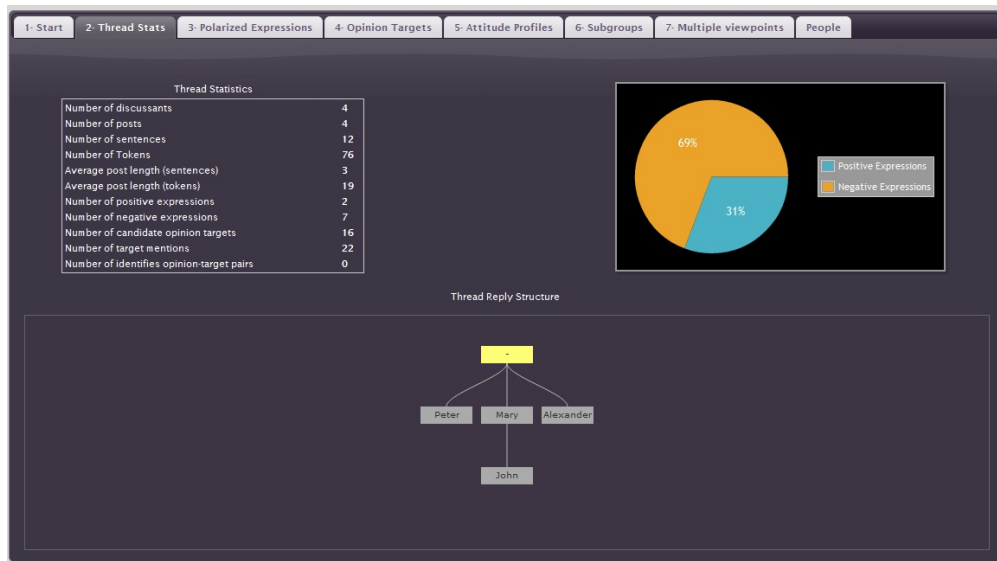 1- Start 2- Thread Stats 3- Polarized Expressions 4- Opinion Targets 5- Attitude Profiles 6- Subgroups 7- Multiple viewpoints People
Thread Statistics
Number of discussants 4
Number of posts 4
Number of sentences 12
Number of Tokens 76
Average post length (sentences) 3
Average post length (tokens) 19
Number of positive expressions 2
Number of negative expressions 7
Number of candidate opinion targets 16
Number of target mentions 22
Number of identifies opinion-target pairs 0
69%
31%
Positive Expressions
Negative Expressions
Thread Reply Structure
-
Peter Mary Alexander
John